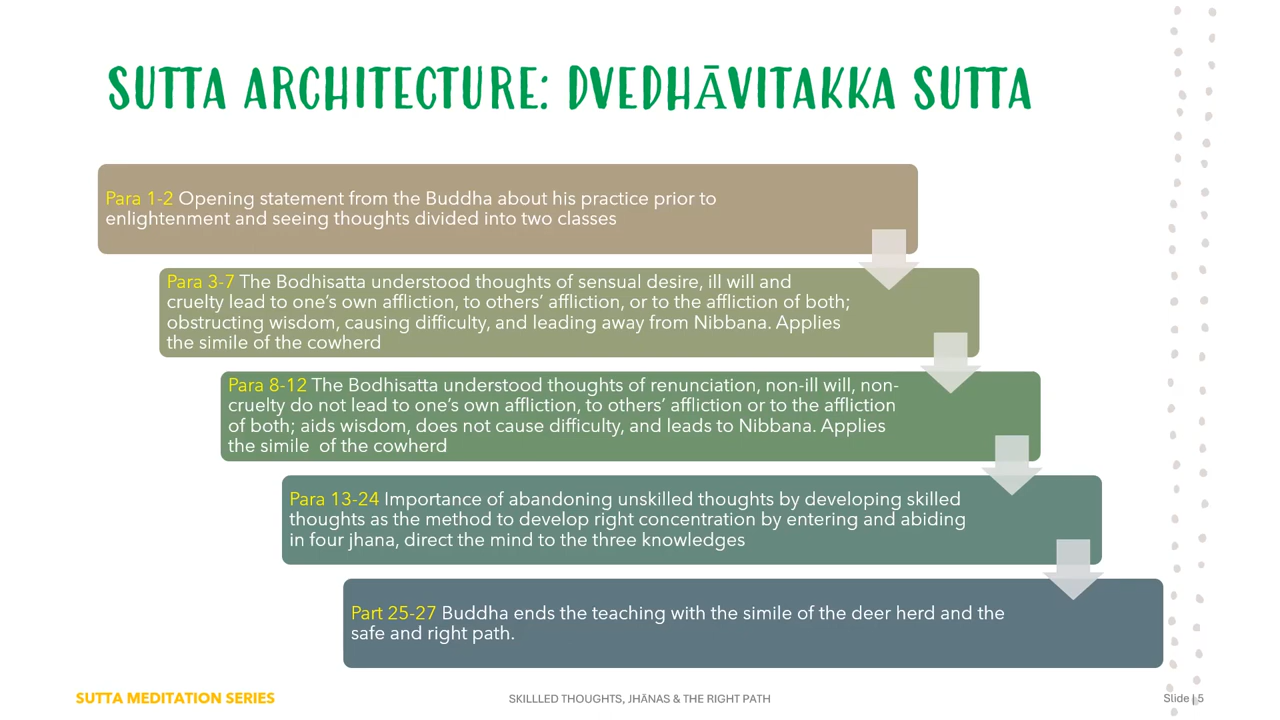 SUTTA ARCHITECTURE: DVEDHĀVITAKKA SUTTA
Para 1-2 Opening statement from the Buddha about his practice prior to
enlightenment and seeing thoughts divided into two classes
Para 3-7 The Bodhisatta understood thoughts of sensual desire, ill will and
cruelty lead to one's own affliction, to others' affliction, or to the affliction of both;
obstructing wisdom, causing difficulty, and leading away from Nibbana. Applies
the simile of the cowherd
Para 8-12 The Bodhisatta understood thoughts of renunciation, non-ill will, non-
cruelty do not lead to one's own affliction, to others' affliction or to the affliction
of both; aids wisdom, does not cause difficulty, and leads to Nibbana. Applies
the simile  of the cowherd
Para 13-24 Importance of abandoning unskilled thoughts by developing skilled
thoughts as the method to develop right concentration by entering and abiding
in four jhana, direct the mind to the three knowledges
Part 25-27 Buddha ends the teaching with the simile of the deer herd and the
safe and right path.
SUTTA MEDITATION SERIES
SKILLLED THOUGHTS, JHĀNAS & THE RIGHT PATH
Slide | 5